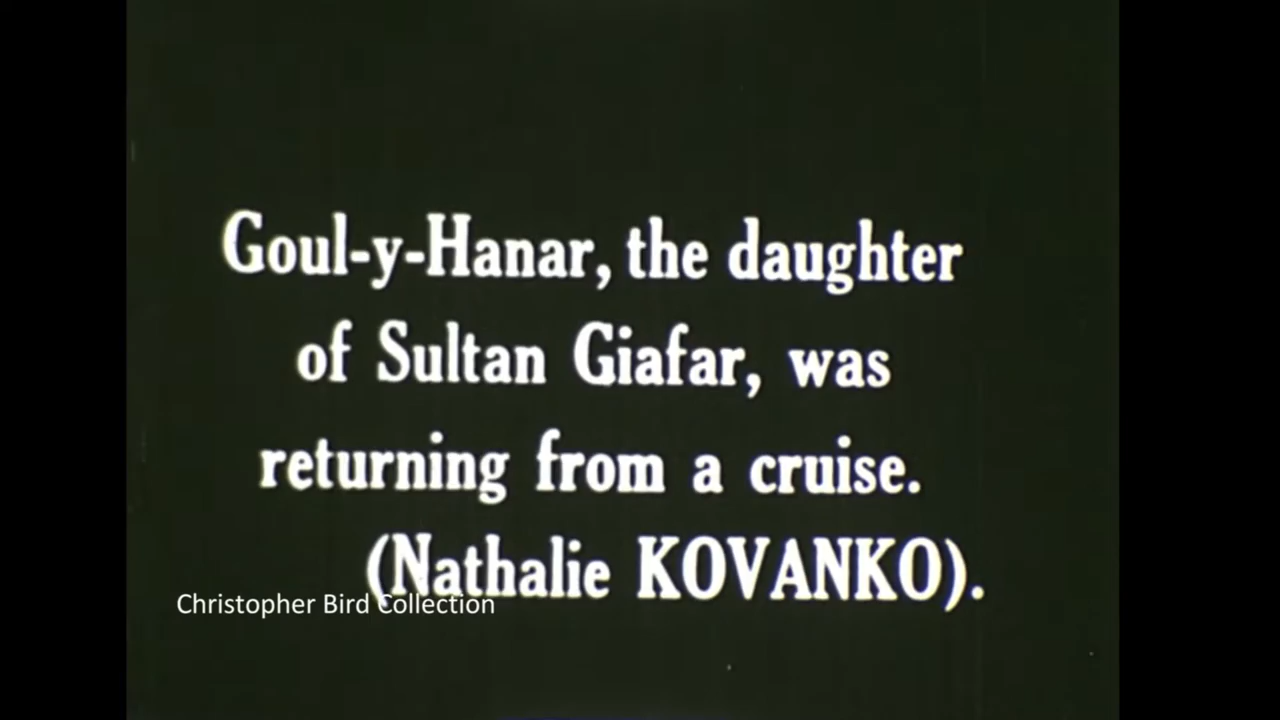 Goul-y-Hanar, the daughter
of Sultan Giafar, was
returning from a cruise.
(Nathalie KOVANKO).
Christopher Bird Collection